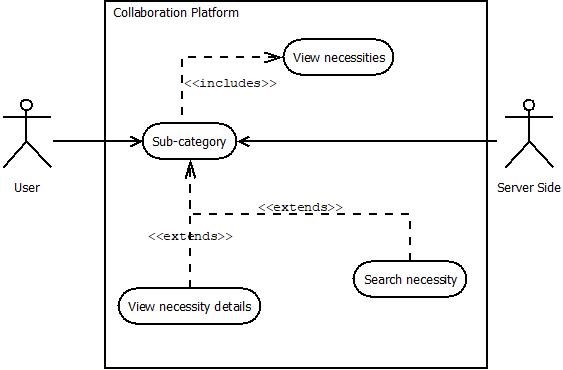 Collaboration Platform
View necessities
<<includes>>
Sub-category
User
Server Side
<<extends>>
<<extends>>
Search necessity
View necessity details